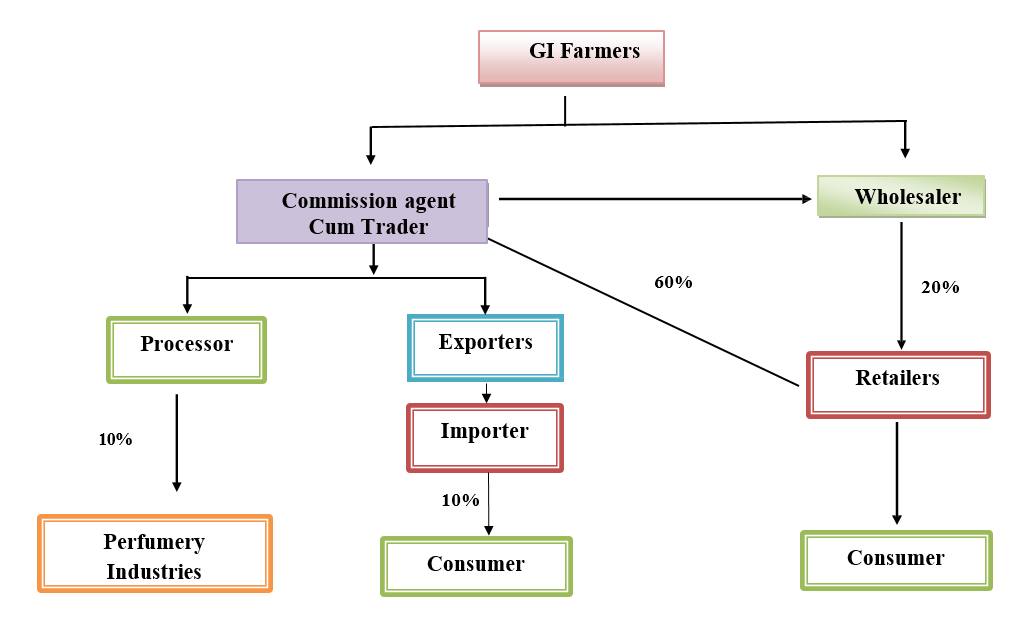 GI Farmers
Commission agent
Cum Trader
Wholesaler
60%
20%
Processor
Exporters
Retailers
Importer
10%
10%
Perfumery
Industries
Consumer
Consumer